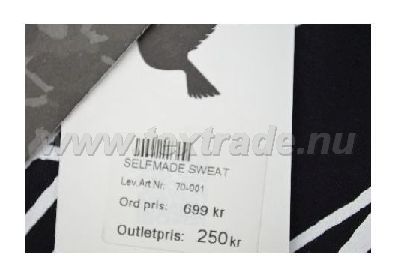 www.textrade.nu
SELFMADE SWEAT
Lev.Art Nr: 70-001
Ord pris: 699 kr
Outletpris: 250 kr